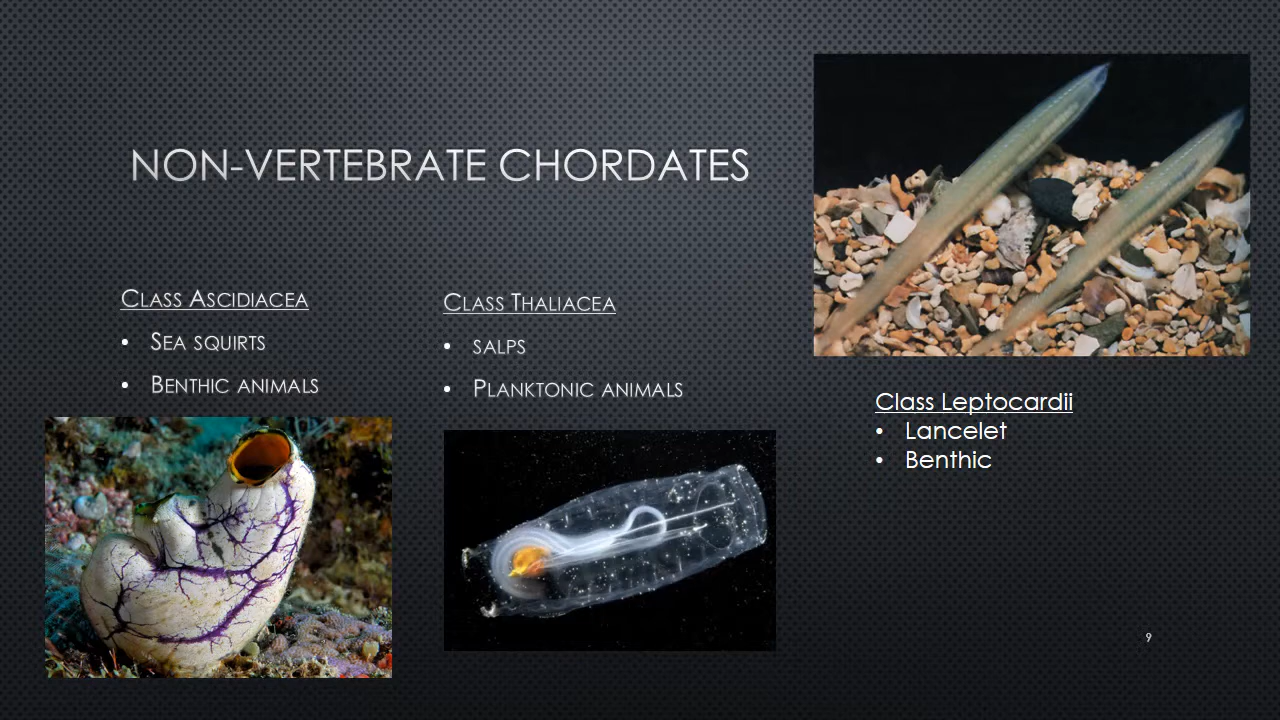 NON-VERTEBRATE CHORDATES
CLASS ASCIDIACEA
• SEA SQUIRTS
• BENTHIC ANIMALS
CLASS THALIACEA
• SALPS
• PLANKTONIC ANIMALS
Class Leptocardii
• Lancelet
• Benthic
9